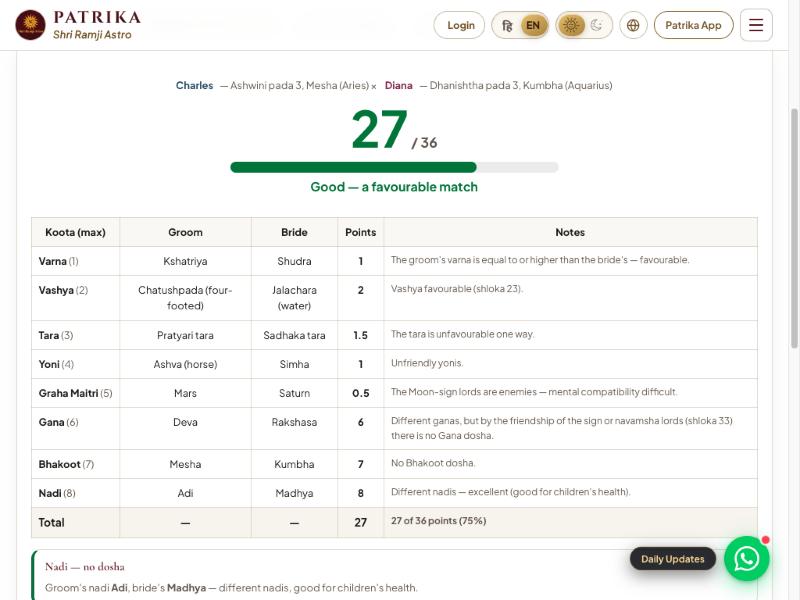 PATRIKA
Shri Ramji Astro
Login
हि EN
Patrika App
Charles — Ashwini pada 3, Mesha (Aries) × Diana — Dhanishtha pada 3, Kumbha (Aquarius)
27 / 36
Good — a favourable match
Koota (max) Groom Bride Points Notes
Varna (1) Kshatriya Shudra 1 The groom's varna is equal to or higher than the bride's — favourable.
Vashya (2) Chatushpada (four- Jalachara 2 Vashya favourable (shloka 23).
footed) (water)
Tara (3) Pratyari tara Sadhaka tara 1.5 The tara is unfavourable one way.
Yoni (4) Ashva (horse) Simha 1 Unfriendly yonis.
Graha Maitri (5) Mars Saturn 0.5 The Moon-sign lords are enemies — mental compatibility difficult.
Gana (6) Deva Rakshasa 6 Different ganas, but by the friendship of the sign or navamsha lords (shloka 33)
there is no Gana dosha.
Bhakoot (7) Mesha Kumbha 7 No Bhakoot dosha.
Nadi (8) Adi Madhya 8 Different nadis — excellent (good for children's health).
Total — — 27 27 of 36 points (75%)
Daily Updates
Nadi — no dosha
Groom's nadi Adi, bride's Madhya — different nadis, good for children's health.